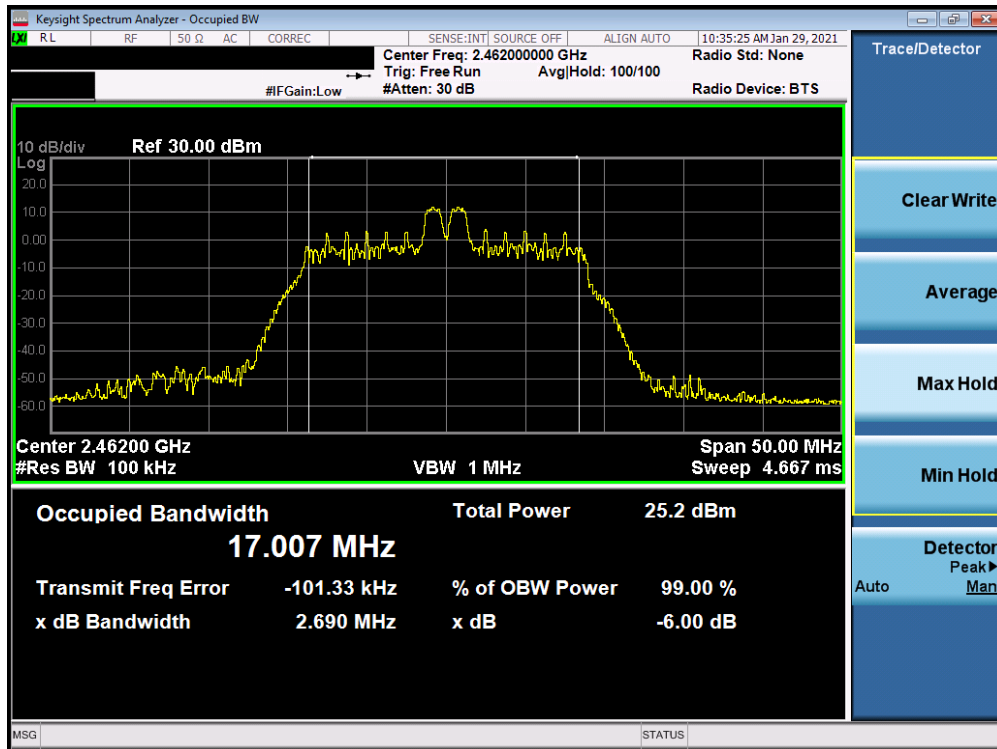 Keysight Spectrum Analyzer - Occupied BW
LXI RL RF 50 Ω AC CORREC SENSE:INT SOURCE OFF ALIGN AUTO 10:35:25 AM Jan 29, 2021
Center Freq: 2.462000000 GHz Radio Std: None
Trig: Free Run Avg|Hold: 100/100
#IFGain:Low #Atten: 30 dB Radio Device: BTS
Trace/Detector
10 dB/div Ref 30.00 dBm
Log
20.0
10.0
0.00
-10.0
-20.0
-30.0
-40.0
-50.0
-60.0
Center 2.46200 GHz Span 50.00 MHz
#Res BW 100 kHz VBW 1 MHz Sweep 4.667 ms
Occupied Bandwidth Total Power 25.2 dBm
17.007 MHz
Transmit Freq Error -101.33 kHz % of OBW Power 99.00 %
x dB Bandwidth 2.690 MHz x dB -6.00 dB
Clear Write
Average
Max Hold
Min Hold
Detector
Peak▶
Auto Man
MSG STATUS